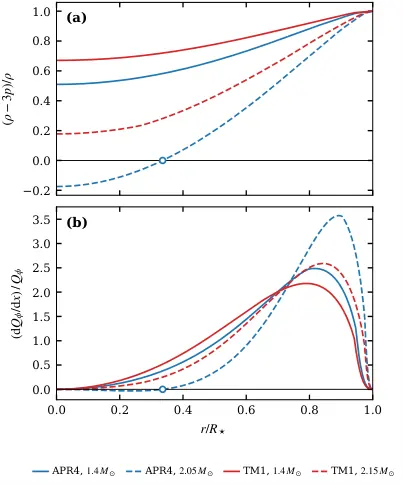 (a)
(ρ − 3p)/ρ
1.0
0.8
0.6
0.4
0.2
0.0
−0.2
(b)
(dQϕ/dx) / Qϕ
3.5
3.0
2.5
2.0
1.5
1.0
0.5
0.0
0.0 0.2 0.4 0.6 0.8 1.0
r/R⋆
APR4, 1.4M⊙ APR4, 2.05M⊙ TM1, 1.4M⊙ TM1, 2.15M⊙